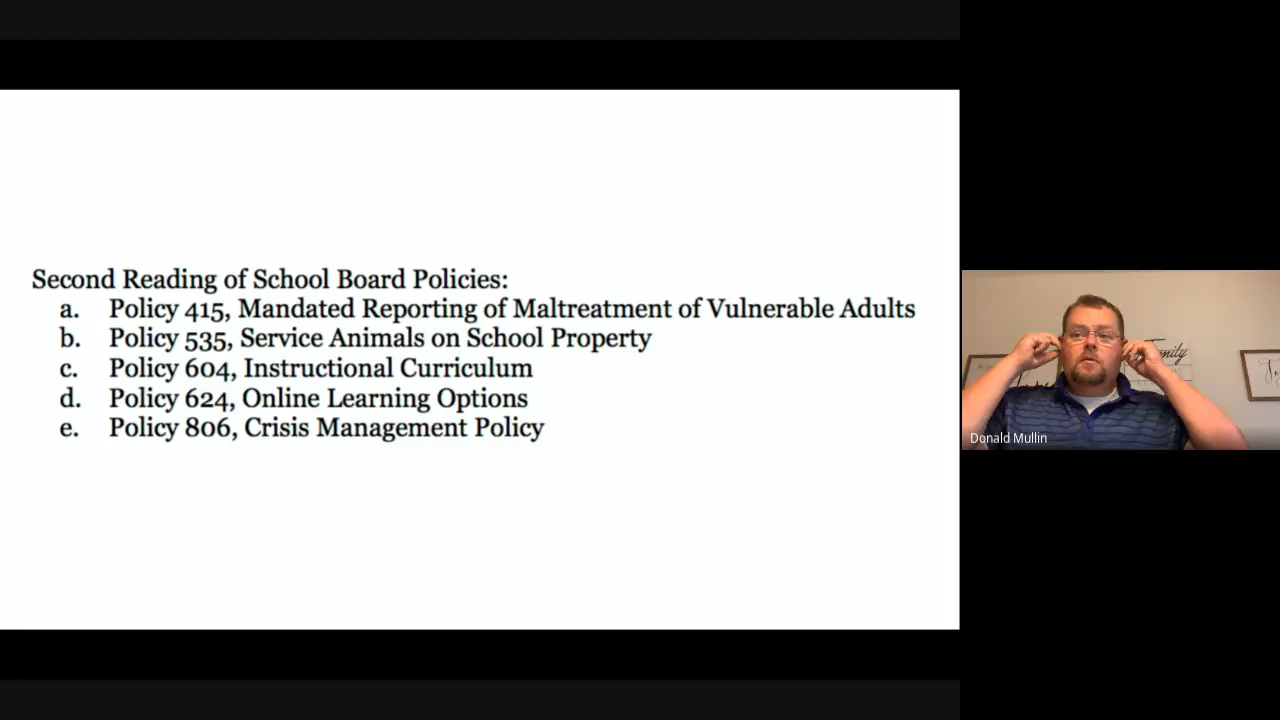 Second Reading of School Board Policies:
a. Policy 415, Mandated Reporting of Maltreatment of Vulnerable Adults
b. Policy 535, Service Animals on School Property
c. Policy 604, Instructional Curriculum
d. Policy 624, Online Learning Options
e. Policy 806, Crisis Management Policy
Family
Donald Mullin